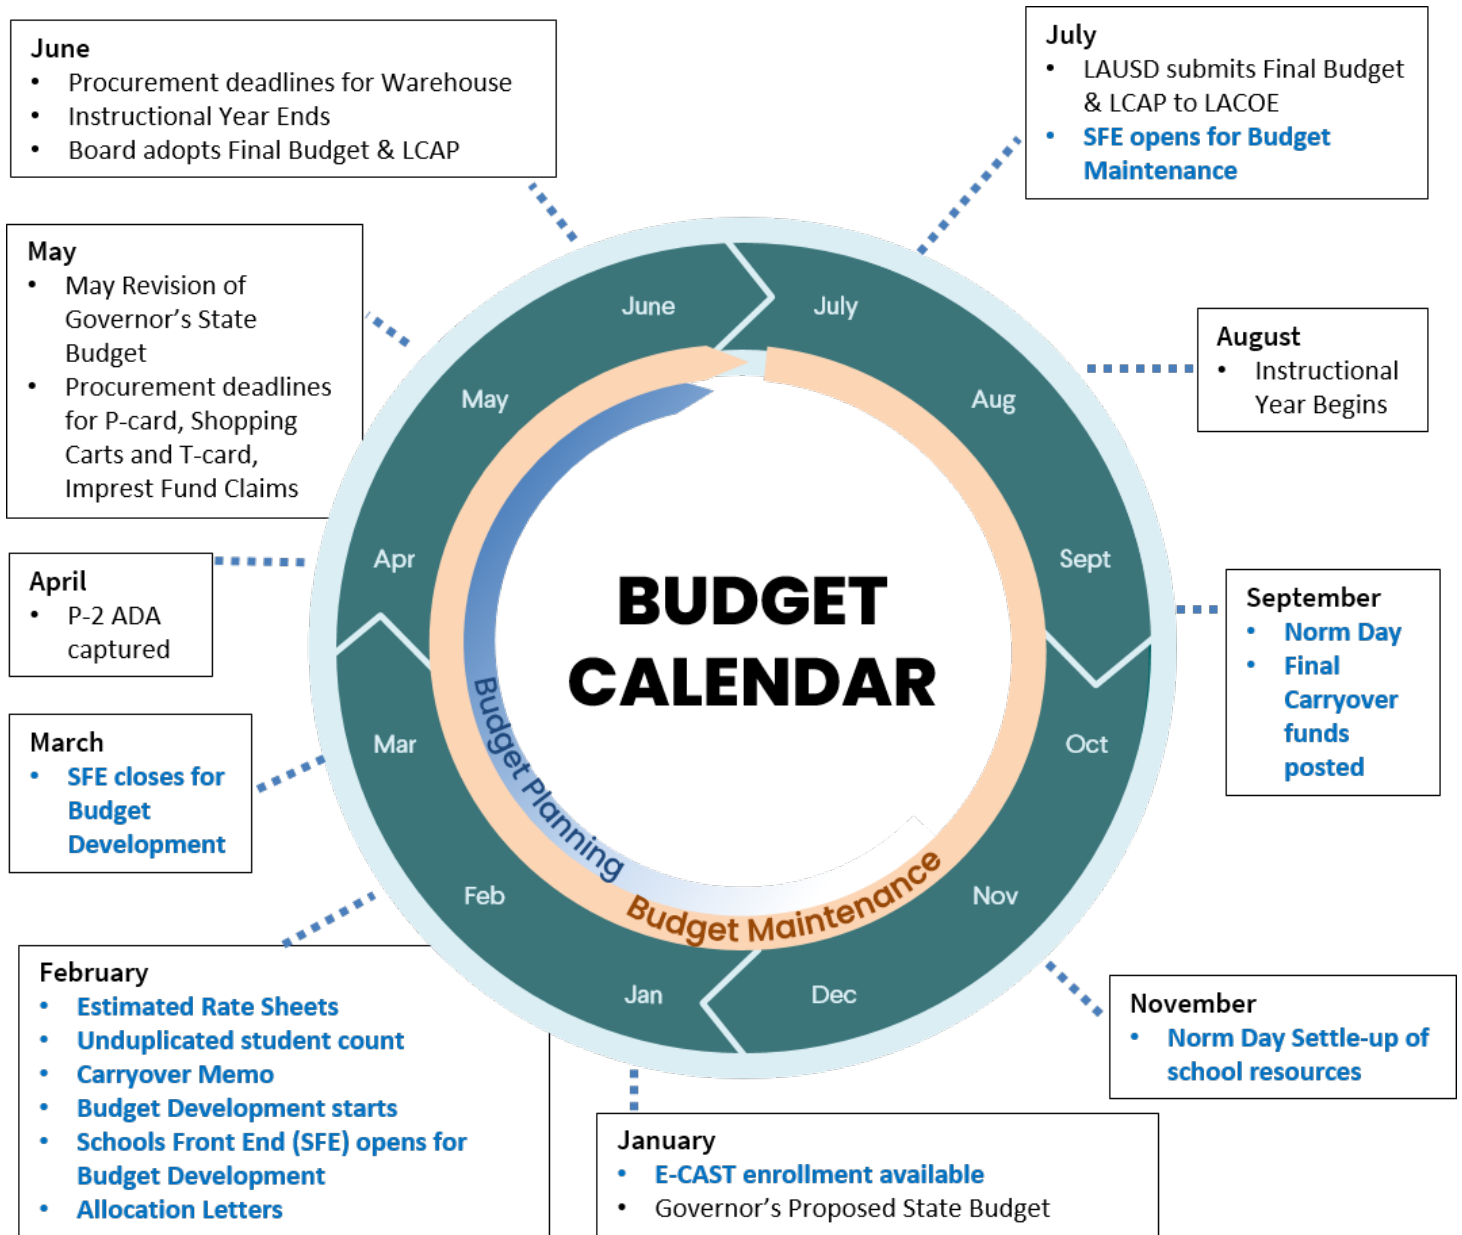 June
• Procurement deadlines for Warehouse
• Instructional Year Ends
• Board adopts Final Budget & LCAP
July
• LAUSD submits Final Budget
& LCAP to LACOE
• SFE opens for Budget
Maintenance
May
• May Revision of
Governor’s State
Budget
• Procurement deadlines
for P-card, Shopping
Carts and T-card,
Imprest Fund Claims
August
• Instructional
Year Begins
April
• P-2 ADA
captured
September
• Norm Day
• Final
Carryover
funds
posted
March
• SFE closes for
Budget
Development
February
• Estimated Rate Sheets
• Unduplicated student count
• Carryover Memo
• Budget Development starts
• Schools Front End (SFE) opens for
Budget Development
• Allocation Letters
January
• E-CAST enrollment available
• Governor’s Proposed State Budget
November
• Norm Day Settle-up of
school resources
June
July
May
Aug
Apr
Sept
Mar
Oct
Feb
Nov
Jan
Dec
BUDGET
CALENDAR
Budget Planning
Budget Maintenance